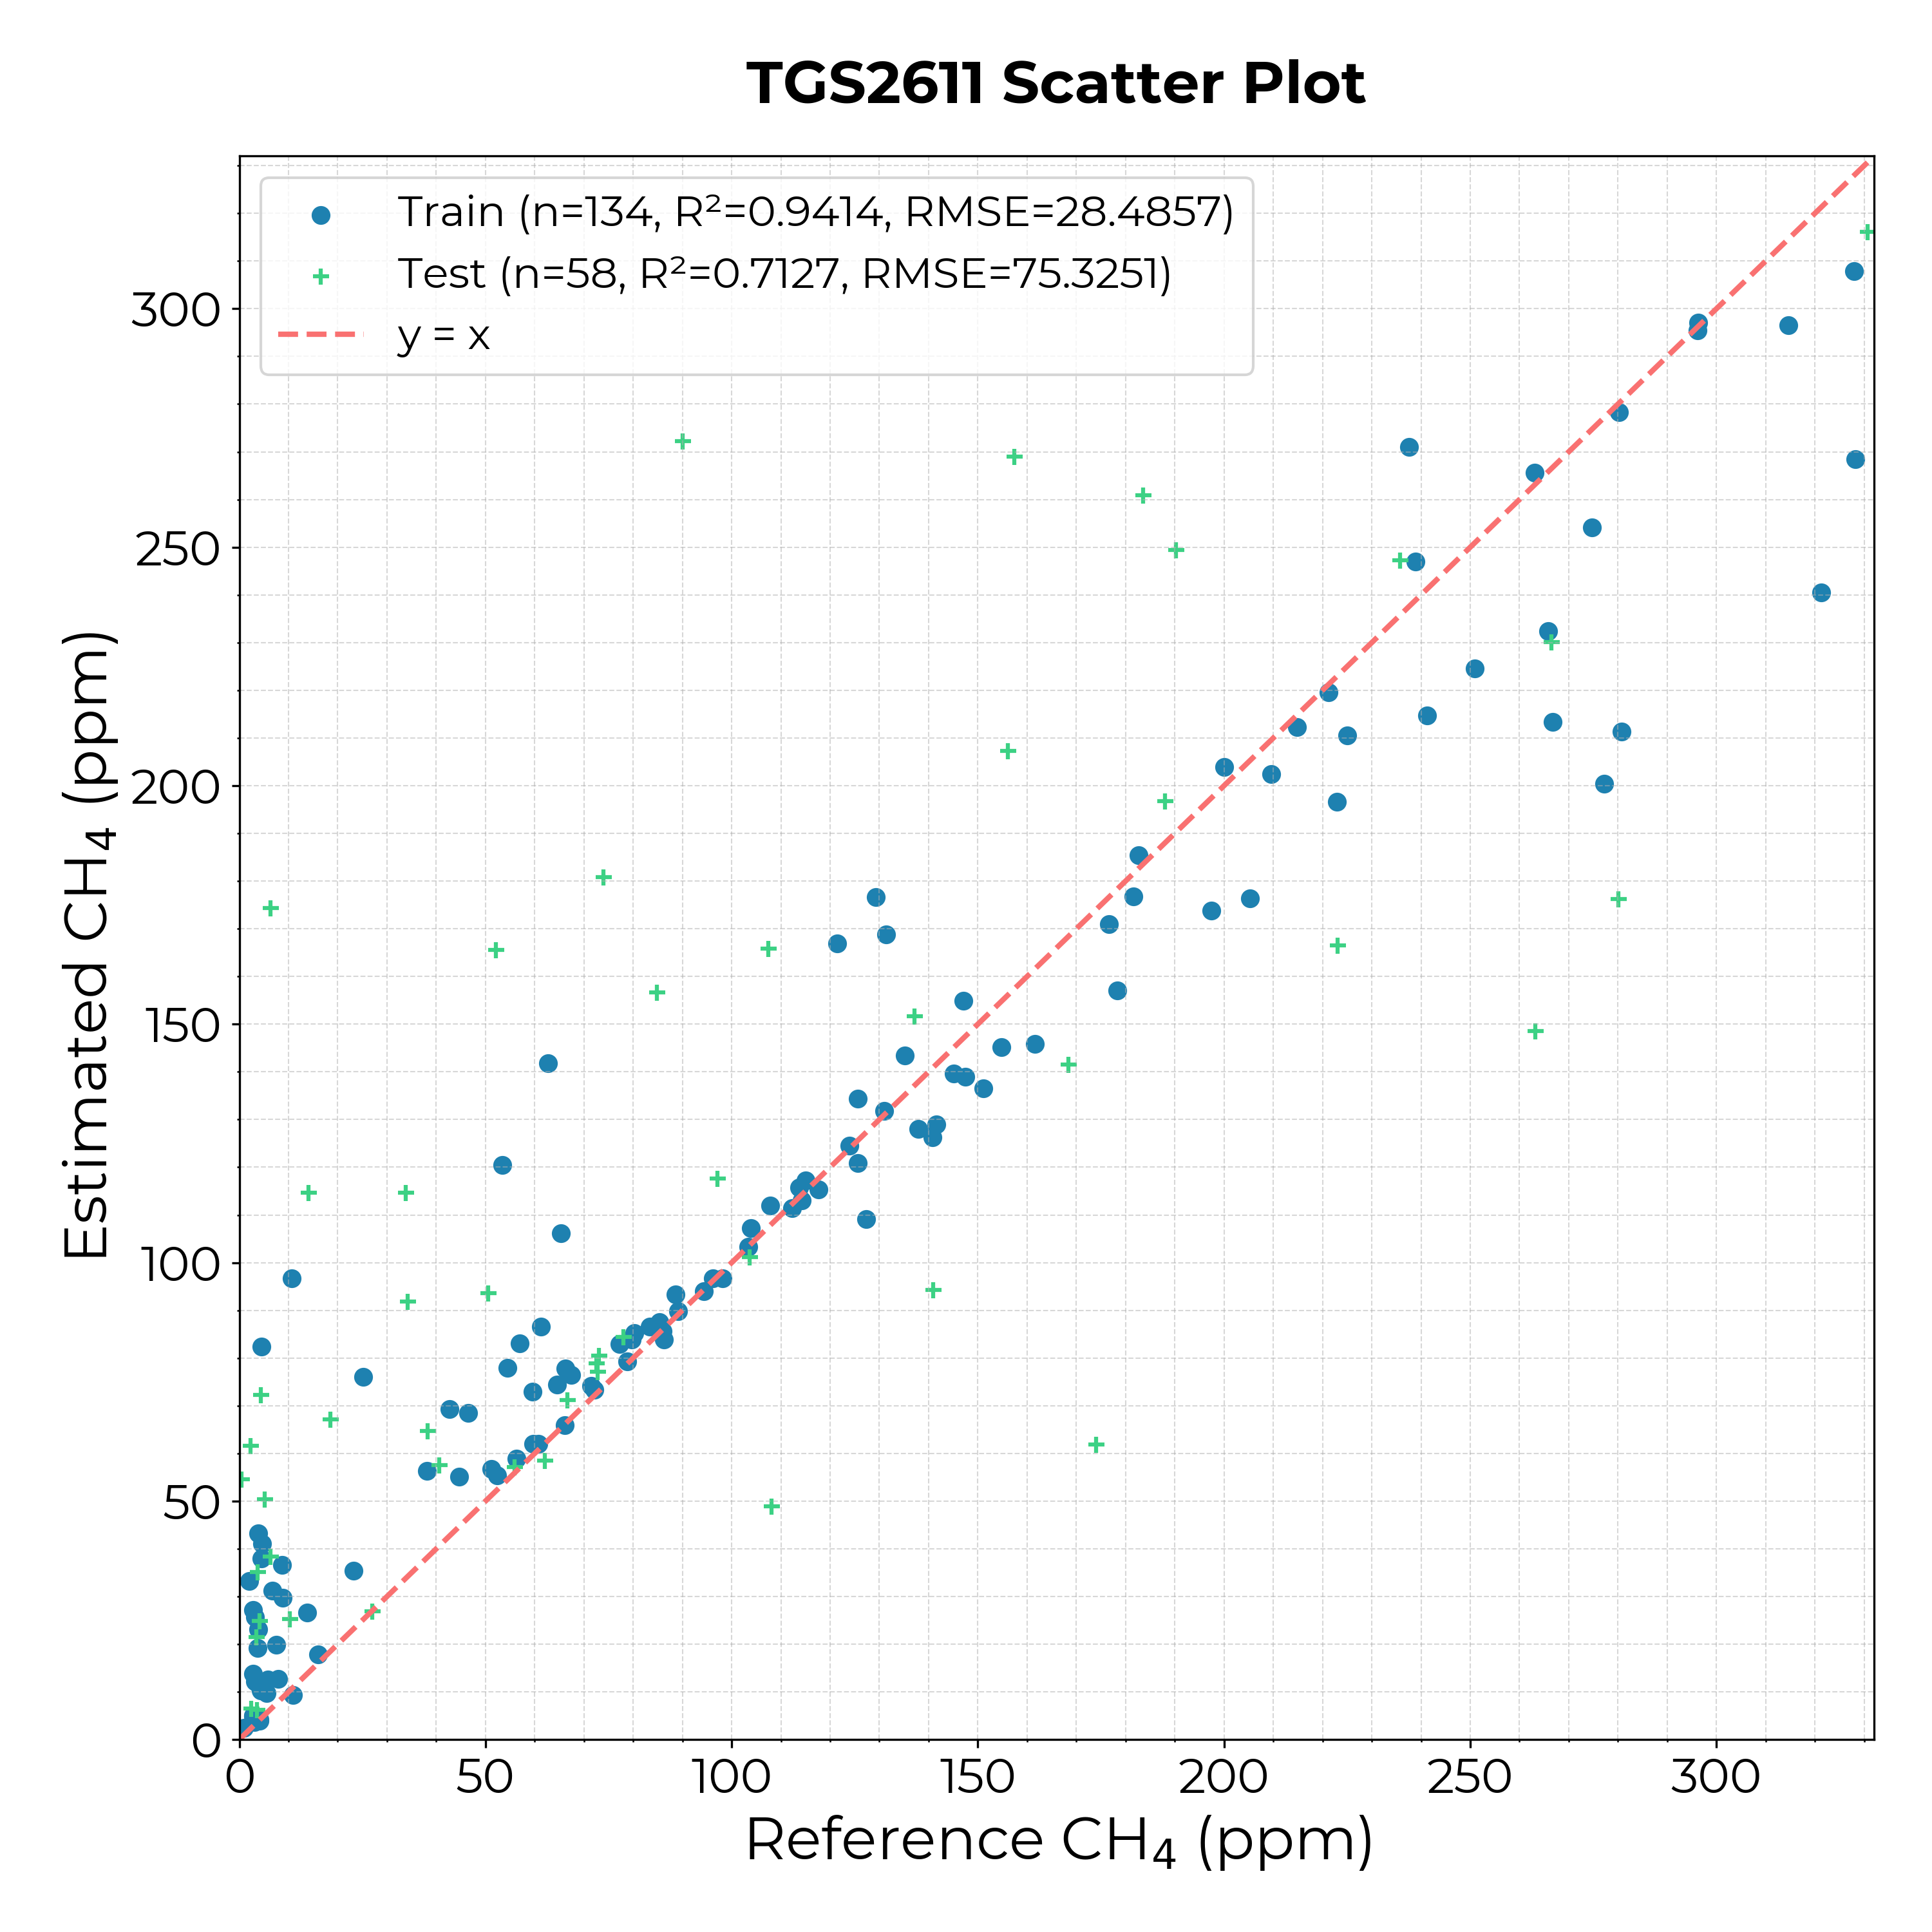 TGS2611 Scatter Plot
Train (n=134, R²=0.9414, RMSE=28.4857)
Test (n=58, R²=0.7127, RMSE=75.3251)
y = x
Estimated CH₄ (ppm)
300
250
200
150
100
50
0
0 50 100 150 200 250 300
Reference CH₄ (ppm)